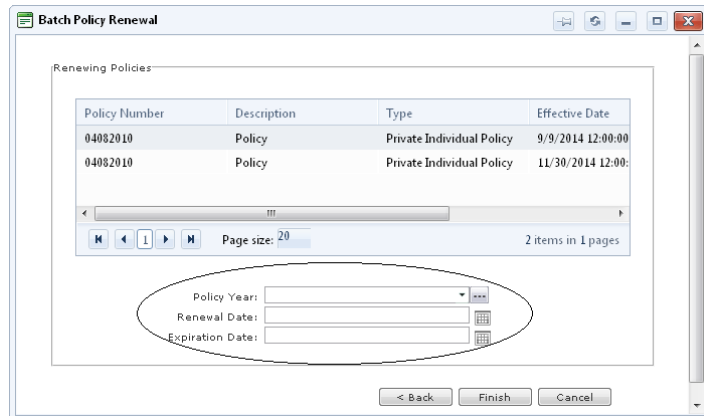 Batch Policy Renewal
Renewing Policies
Policy Number Description Type Effective Date
04082010 Policy Private Individual Policy 9/9/2014 12:00:00
04082010 Policy Private Individual Policy 11/30/2014 12:00:
1 Page size: 20 2 items in 1 pages
Policy Year:
Renewal Date:
Expiration Date:
< Back Finish Cancel